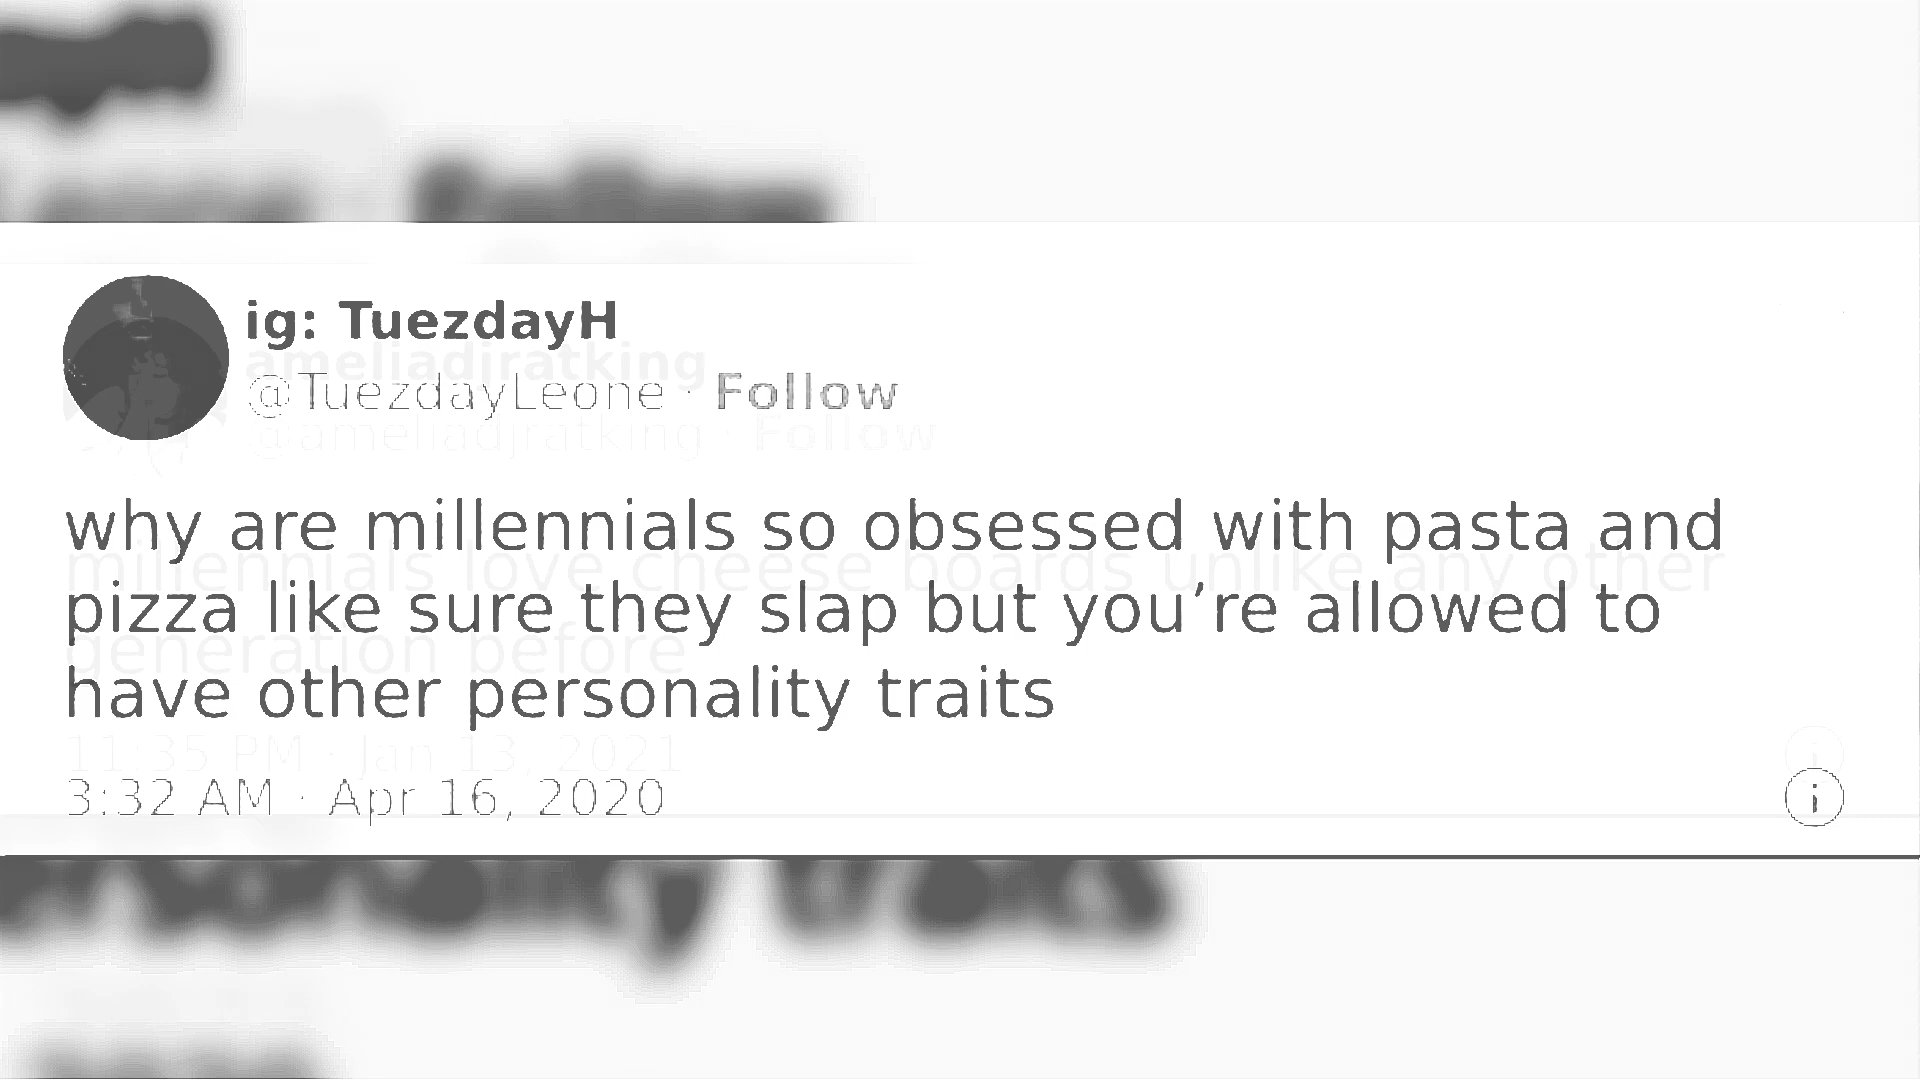 ig: TuezdayH
ameliadjratking
@TuezdayLeone · Follow
@ameliadjratking · Follow
why are millennials so obsessed with pasta and
millennials love cheese boards unlike any other
pizza like sure they slap but you’re allowed to
generation before
have other personality traits
11:35 PM · Jan 13, 2021
3:32 AM · Apr 16, 2020